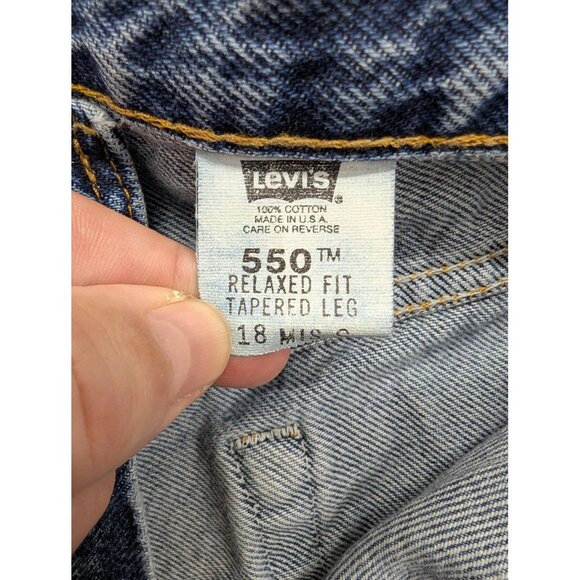 LEVI'S ®
100% COTTON
MADE IN U.S.A.
CARE ON REVERSE
550™
RELAXED FIT
TAPERED LEG
18 MIS